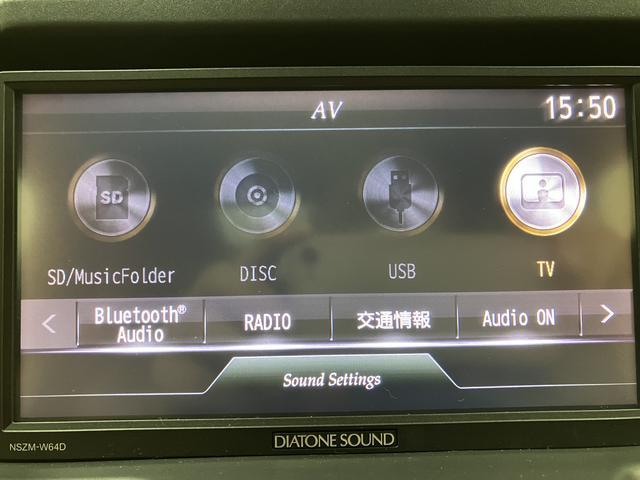 AV
15:50
SD
SD/MusicFolder
DISC
USB
TV
Bluetooth®
Audio
RADIO
交通情報
Audio ON
Sound Settings
NSZM-W64D
DIATONE SOUND